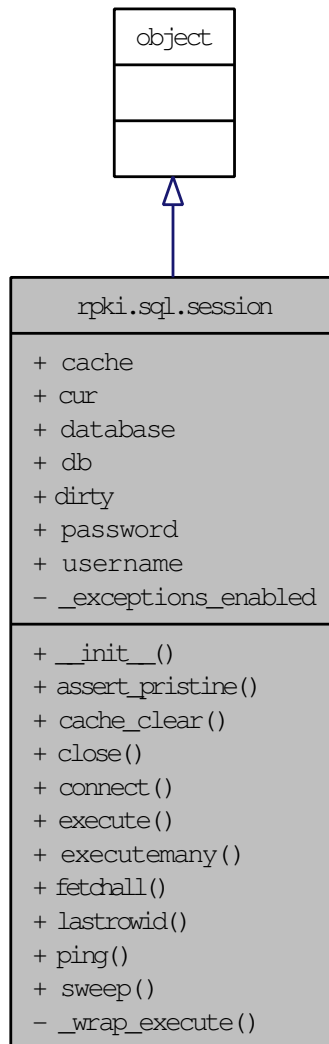 object
rpki.sql.session
+ cache
+ cur
+ database
+ db
+ dirty
+ password
+ username
- _exceptions_enabled
+ __init__()
+ assert_pristine()
+ cache_clear()
+ close()
+ connect()
+ execute()
+ executemany()
+ fetchall()
+ lastrowid()
+ ping()
+ sweep()
- _wrap_execute()